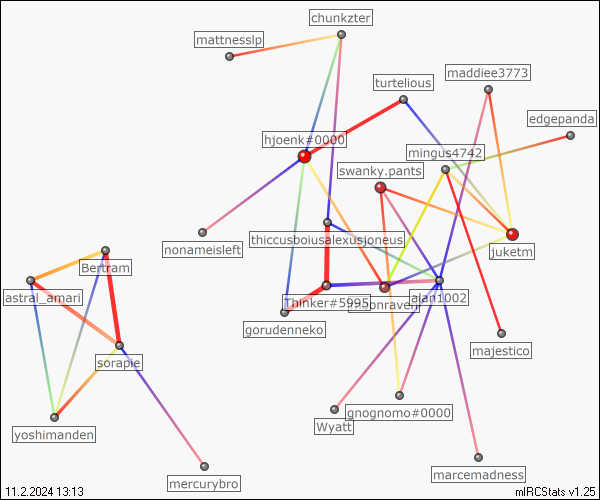 chunkzter
mattnesslp
maddiee3773
turtelious
edgepanda
hjoenk#0000
mingus4742
swanky.pants
nonameisleft
thiccusboiusalexusjoneus
juketm
Bertram
astral_amari
Thinker#5995
alan1002
gorudenneko
majestico
sorapie
gnognomo#0000
Wyatt
yoshimanden
marcemadness
mercurybro
11.2.2024 13:13
mIRCStats v1.25